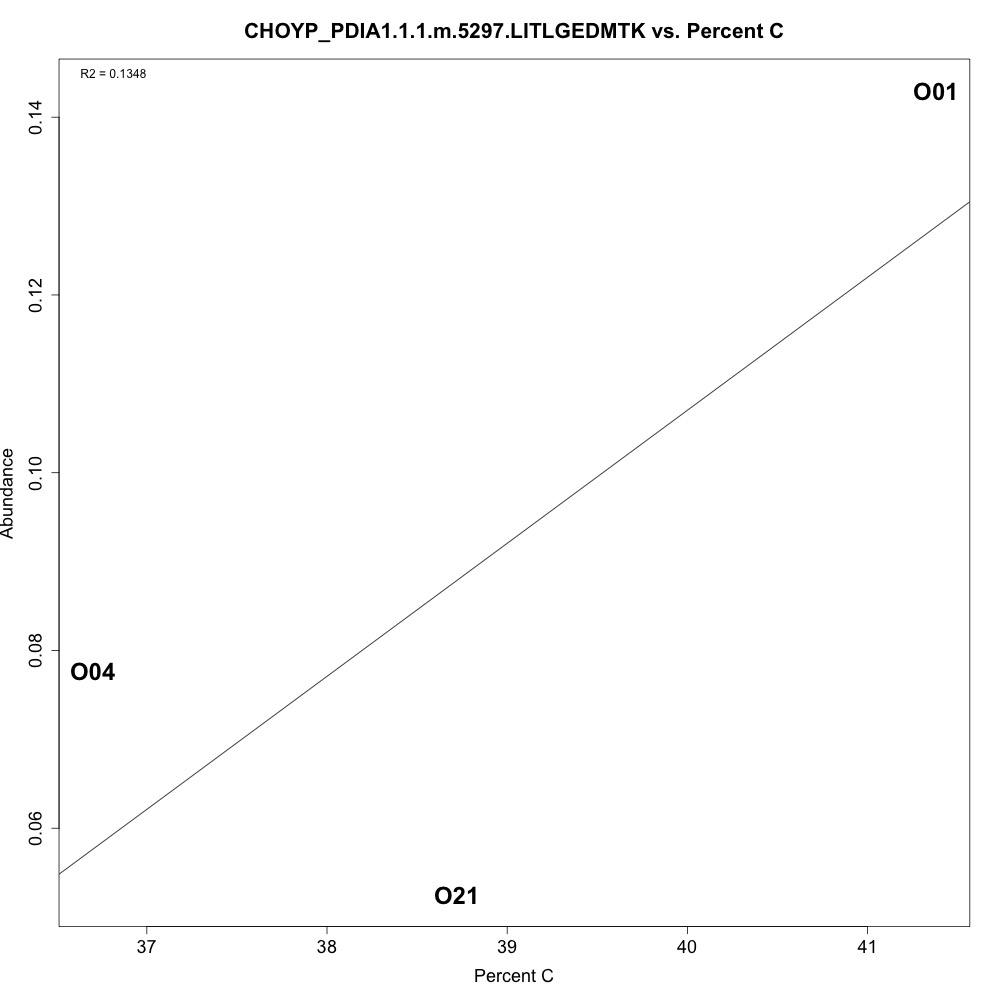 CHOYP_PDIA1.1.1.m.5297.LITLGEDMTK vs. Percent C
R2 = 0.1348
O01
0.14
0.12
0.10
Abundance
0.08
O04
0.06
O21
37 38 39 40 41
Percent C